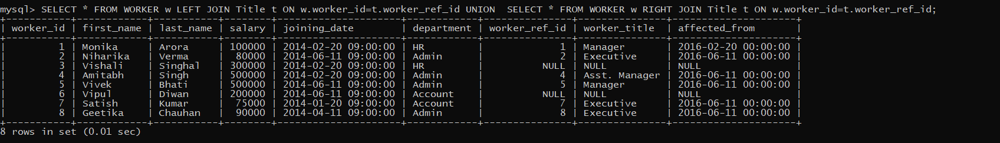 mysql> SELECT * FROM WORKER w LEFT JOIN Title t ON w.worker_id=t.worker_ref_id UNION  SELECT * FROM WORKER w RIGHT JOIN Title t ON w.worker_id=t.worker_ref_id;
+-----------+------------+-----------+--------+---------------------+------------+---------------+---------------+---------------------+
| worker_id | first_name | last_name | salary | joining_date        | department | worker_ref_id | worker_title  | affected_from       |
+-----------+------------+-----------+--------+---------------------+------------+---------------+---------------+---------------------+
|         1 | Monika     | Arora     | 100000 | 2014-02-20 09:00:00 | HR         |             1 | Manager       | 2016-02-20 00:00:00 |
|         2 | Niharika   | Verma     |  80000 | 2014-06-11 09:00:00 | Admin      |             2 | Executive     | 2016-06-11 00:00:00 |
|         3 | Vishali    | Singhal   | 300000 | 2014-02-20 09:00:00 | HR         |          NULL | NULL          | NULL                |
|         4 | Amitabh    | Singh     | 500000 | 2014-02-20 09:00:00 | Admin      |             4 | Asst. Manager | 2016-06-11 00:00:00 |
|         5 | Vivek      | Bhati     | 500000 | 2014-06-11 09:00:00 | Admin      |             5 | Manager       | 2016-06-11 00:00:00 |
|         6 | Vipul      | Diwan     | 200000 | 2014-06-11 09:00:00 | Account    |          NULL | NULL          | NULL                |
|         7 | Satish     | Kumar     |  75000 | 2014-01-20 09:00:00 | Account    |             7 | Executive     | 2016-06-11 00:00:00 |
|         8 | Geetika    | Chauhan   |  90000 | 2014-04-11 09:00:00 | Admin      |             8 | Executive     | 2016-06-11 00:00:00 |
+-----------+------------+-----------+--------+---------------------+------------+---------------+---------------+---------------------+
8 rows in set (0.01 sec)